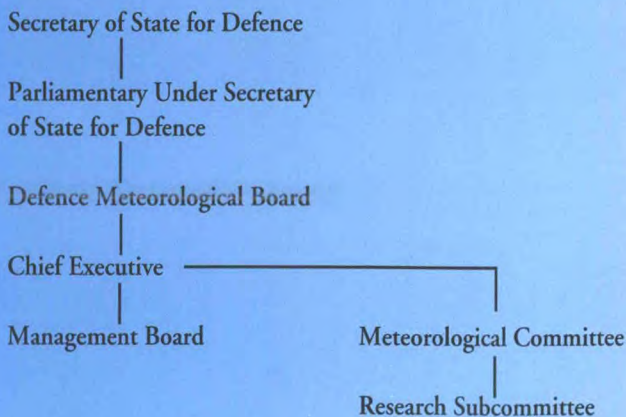 Secretary of State for Defence
Parliamentary Under Secretary
of State for Defence
Defence Meteorological Board
Chief Executive
Management Board
Meteorological Committee
Research Subcommittee